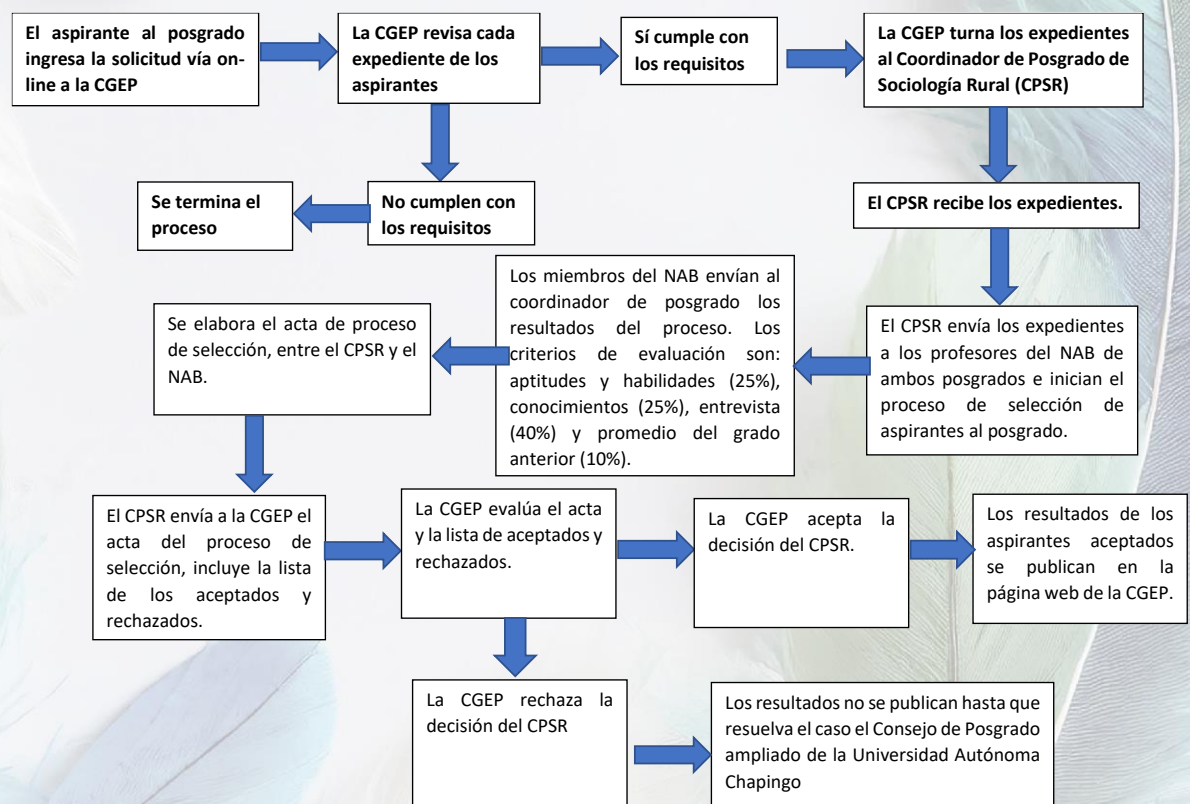 El aspirante al posgrado
ingresa la solicitud vía on-
line a la CGEP
La CGEP revisa cada
expediente de los
aspirantes
Sí cumple con
los requisitos
La CGEP turna los expedientes
al Coordinador de Posgrado de
Sociología Rural (CPSR)
Se termina el
proceso
No cumplen con
los requisitos
El CPSR recibe los expedientes.
Se elabora el acta de proceso
de selección, entre el CPSR y el
NAB.
Los miembros del NAB envían al
coordinador de posgrado los
resultados del proceso. Los
criterios de evaluación son:
aptitudes y habilidades (25%),
conocimientos (25%), entrevista
(40%) y promedio del grado
anterior (10%).
El CPSR envía los expedientes
a los profesores del NAB de
ambos posgrados e inician el
proceso de selección de
aspirantes al posgrado.
El CPSR envía a la CGEP el
acta del proceso de
selección, incluye la lista
de los aceptados y
rechazados.
La CGEP evalúa el acta
y la lista de aceptados y
rechazados.
La CGEP acepta la
decisión del CPSR.
Los resultados de los
aspirantes aceptados
se publican en la
página web de la CGEP.
La CGEP rechaza la
decisión del CPSR
Los resultados no se publican hasta que
resuelva el caso el Consejo de Posgrado
ampliado de la Universidad Autónoma
Chapingo